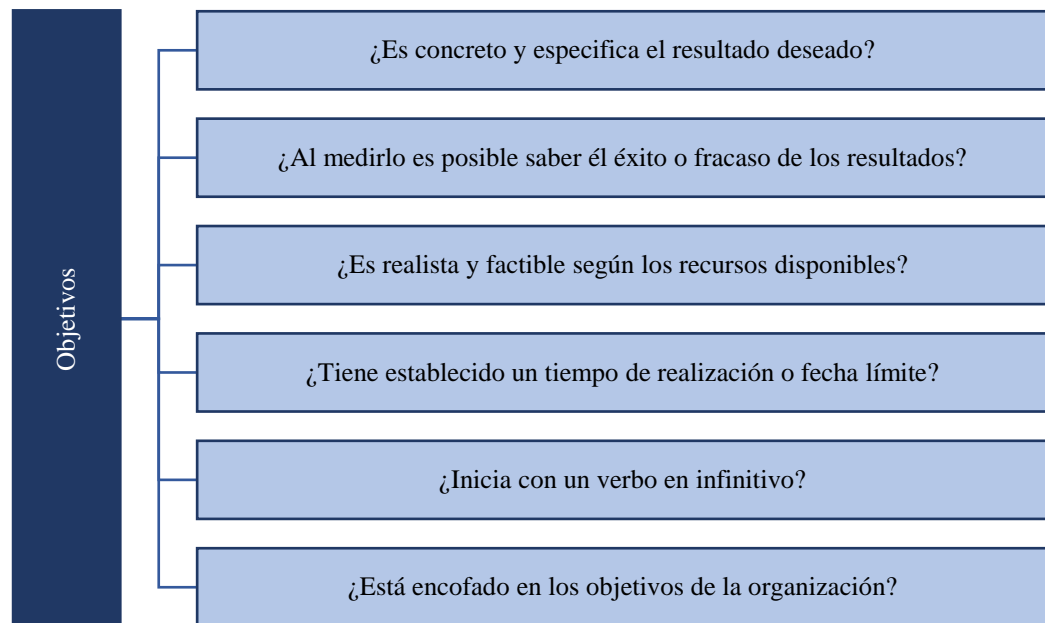 Objetivos
¿Es concreto y especifica el resultado deseado?
¿Al medirlo es posible saber él éxito o fracaso de los resultados?
¿Es realista y factible según los recursos disponibles?
¿Tiene establecido un tiempo de realización o fecha límite?
¿Inicia con un verbo en infinitivo?
¿Está encofado en los objetivos de la organización?